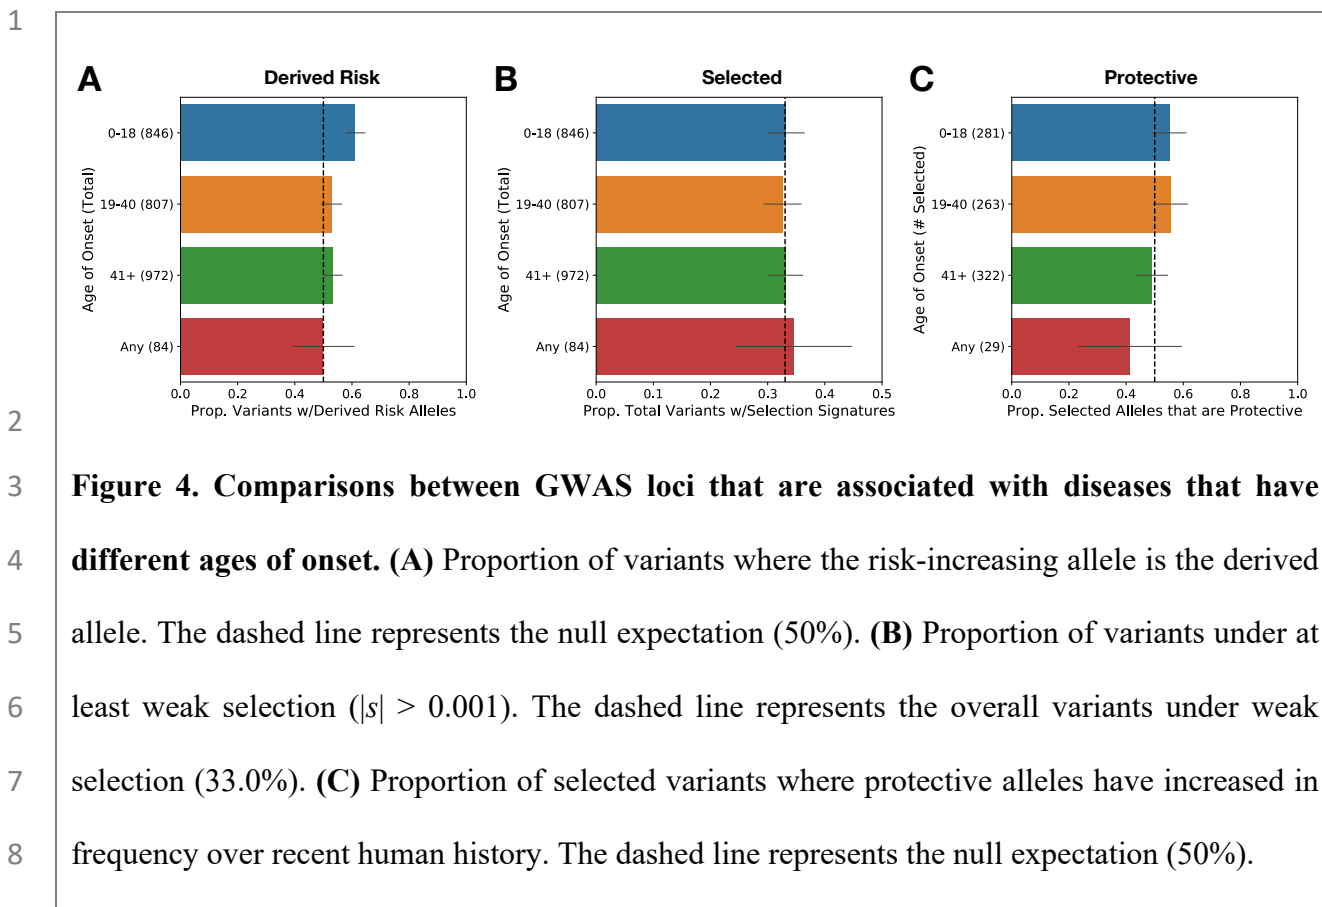 1
A Derived Risk
Age of Onset (Total)
0-18 (846)
19-40 (807)
41+ (972)
Any (84)
0.0 0.2 0.4 0.6 0.8 1.0
Prop. Variants w/Derived Risk Alleles
B Selected
Age of Onset (Total)
0-18 (846)
19-40 (807)
41+ (972)
Any (84)
0.0 0.1 0.2 0.3 0.4 0.5
Prop. Total Variants w/Selection Signatures
C Protective
Age of Onset (# Selected)
0-18 (281)
19-40 (263)
41+ (322)
Any (29)
0.0 0.2 0.4 0.6 0.8 1.0
Prop. Selected Alleles that are Protective
2
3 Figure 4. Comparisons between GWAS loci that are associated with diseases that have
4 different ages of onset. (A) Proportion of variants where the risk-increasing allele is the derived
5 allele. The dashed line represents the null expectation (50%). (B) Proportion of variants under at
6 least weak selection (|s| > 0.001). The dashed line represents the overall variants under weak
7 selection (33.0%). (C) Proportion of selected variants where protective alleles have increased in
8 frequency over recent human history. The dashed line represents the null expectation (50%).